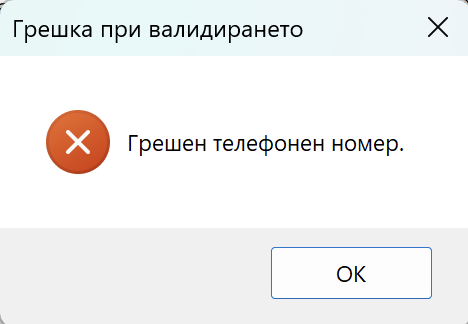 Грешка при валидирането
Грешен телефонен номер.
OK